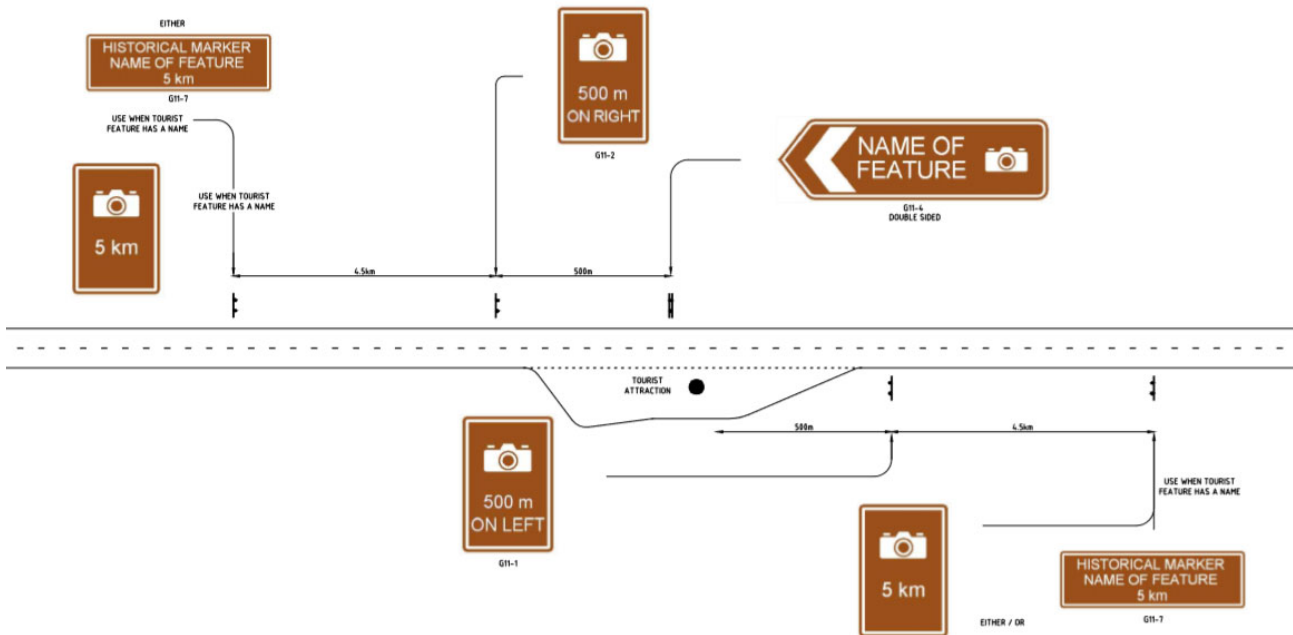 EITHER
HISTORICAL MARKER
NAME OF FEATURE
5 km
G11-7
USE WHEN TOURIST
FEATURE HAS A NAME
5 km
USE WHEN TOURIST
FEATURE HAS A NAME
500 m
ON RIGHT
G11-2
NAME OF
FEATURE
G11-4
DOUBLE SIDED
4.5km
500m
TOURIST
ATTRACTION
500m
4.5km
500 m
ON LEFT
G11-1
USE WHEN TOURIST
FEATURE HAS A NAME
5 km
EITHER / OR
HISTORICAL MARKER
NAME OF FEATURE
5 km
G11-7